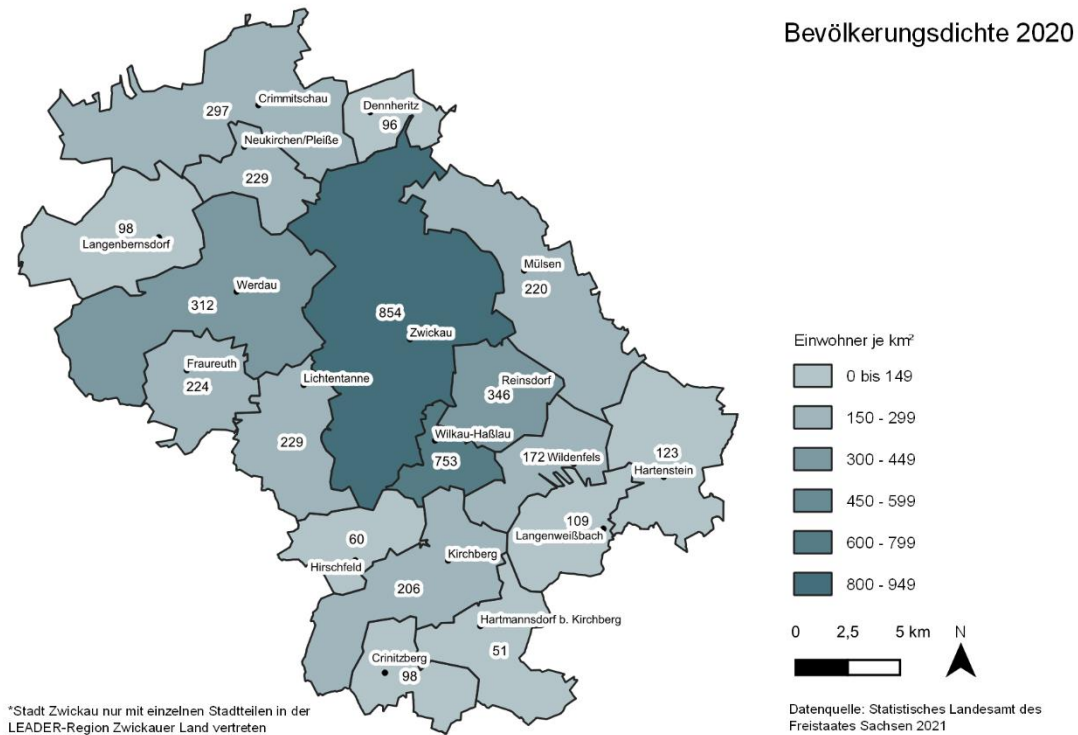 Bevölkerungsdichte 2020
Crimmitschau
297
Dennheritz
96
Neukirchen/Pleiße
229
98
Langenbernsdorf
Mülsen
220
Werdau
312
854
Zwickau
Fraureuth
224
Lichtentanne
229
Reinsdorf
346
Wilkau-Haßlau
753
172 Wildenfels
123
Hartenstein
109
Langenweißbach
60
Hirschfeld
Kirchberg
206
Hartmannsdorf b. Kirchberg
51
Crinitzberg
98
Einwohner je km²
0 bis 149
150 - 299
300 - 449
450 - 599
600 - 799
800 - 949
0 2,5 5 km N
*Stadt Zwickau nur mit einzelnen Stadtteilen in der
LEADER-Region Zwickauer Land vertreten
Datenquelle: Statistisches Landesamt des
Freistaates Sachsen 2021